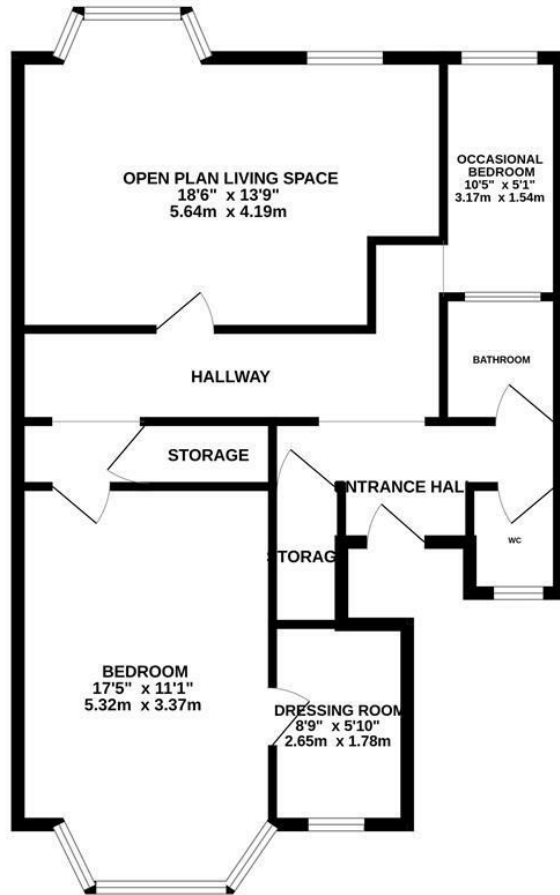 OPEN PLAN LIVING SPACE
18'6" x 13'9"
5.64m x 4.19m
OCCASIONAL
BEDROOM
10'5" x 5'1"
3.17m x 1.54m
BATHROOM
HALLWAY
STORAGE
ENTRANCE HALL
STORAGE
WC
BEDROOM
17'5" x 11'1"
5.32m x 3.37m
DRESSING ROOM
8'9" x 5'10"
2.65m x 1.78m